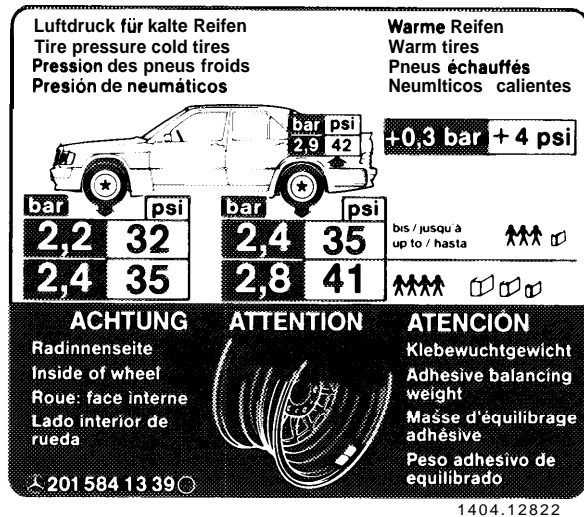 Luftdruck für kalte Reifen
Tire pressure cold tires
Pression des pneus froids
Presión de neumáticos
Warme Reifen
Warm tires
Pneus échauffés
Neumlticos calientes
bar psi
2,9 42
+0,3 bar + 4 psi
bar psi
2,2 32
2,4 35
bar psi
2,4 35
2,8 41
bis / jusqu'à
up to / hasta
ACHTUNG ATTENTION ATENCIÓN
Radinnenseite
Inside of wheel
Roue: face interne
Lado interior de
rueda
Klebewuchtgewicht
Adhesive balancing
weight
Masse d'équilibrage
adhésive
Peso adhesivo de
equilibrado
201 584 13 39
1404.12822